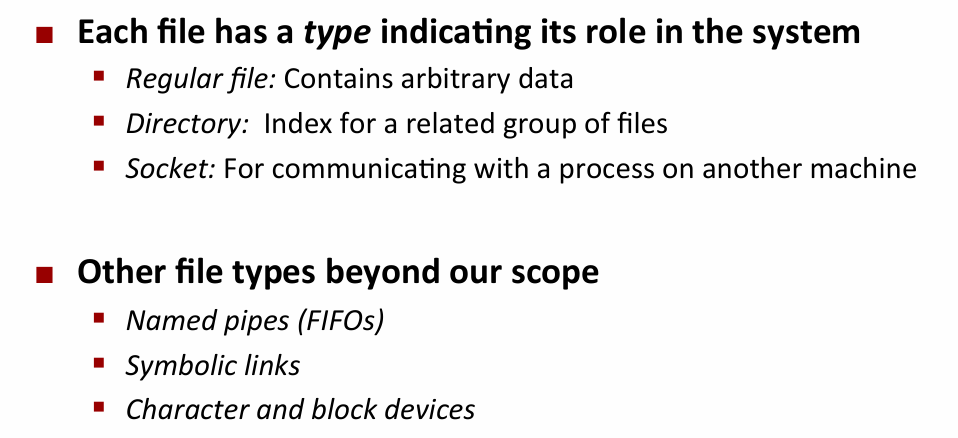 Each file has a type indicating its role in the system
Regular file: Contains arbitrary data
Directory: Index for a related group of files
Socket: For communicating with a process on another machine
Other file types beyond our scope
Named pipes (FIFOs)
Symbolic links
Character and block devices